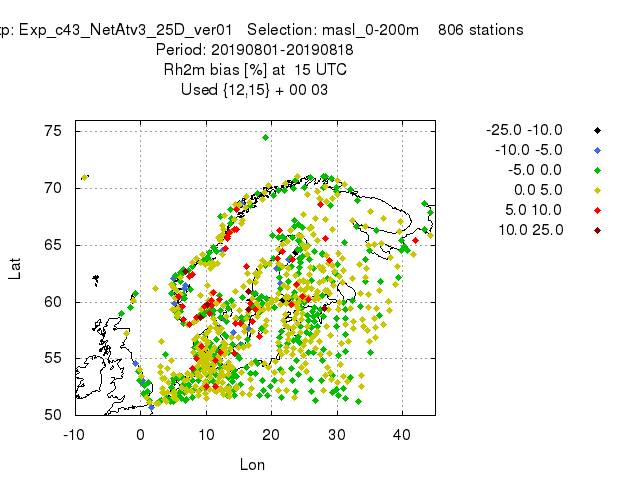 Exp_c43_NetAtv3_25D_ver01 Selection: masl_0-200m 806 stations
Period: 20190801-20190818
Rh2m bias [%] at 15 UTC
Used {12,15} + 00 03
-25.0 -10.0
-10.0 -5.0
-5.0 0.0
0.0 5.0
5.0 10.0
10.0 25.0
75
70
65
60
55
50
Lat
-10 0 10 20 30 40
Lon